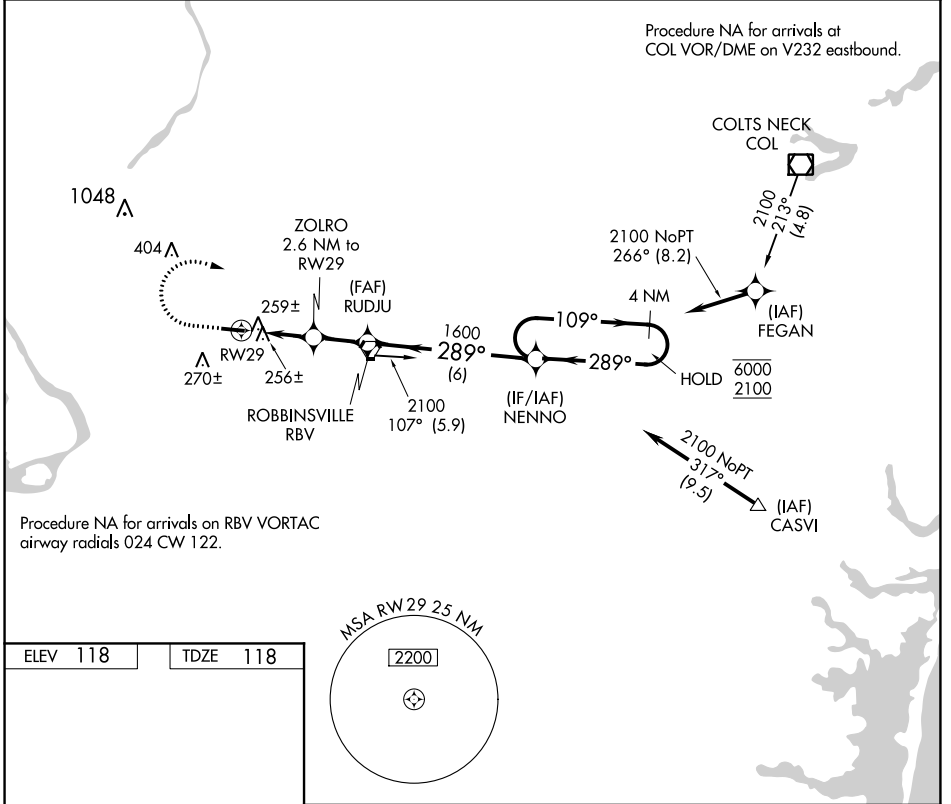 Procedure NA for arrivals at
COL VOR/DME on V232 eastbound.
COLTS NECK
COL
2100
213°
(4.8)
1048
404
ZOLRO
2.6 NM to
RW29
(FAF)
RUDJU
2100 NoPT
266° (8.2)
4 NM
(IAF)
FEGAN
259±
RW29
270±
256±
1600
289°
(6)
109°
289°
HOLD
6000
2100
ROBBINSVILLE
RBV
2100
107° (5.9)
(IF/IAF)
NENNO
2100 NoPT
317°
(9.5)
(IAF)
CASVI
Procedure NA for arrivals on RBV VORTAC
airway radials 024 CW 122.
MSA RW29 25 NM
2200
ELEV 118
TDZE 118